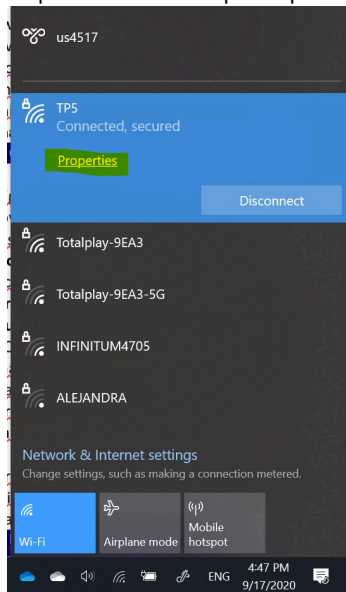 us4517
TP5
Connected, secured
Properties
Disconnect
Totalplay-9EA3
Totalplay-9EA3-5G
INFINITUM4705
ALEJANDRA
Network & Internet settings
Change settings, such as making a connection metered.
Wi-Fi
Airplane mode
Mobile
hotspot
ENG
4:47 PM
9/17/2020